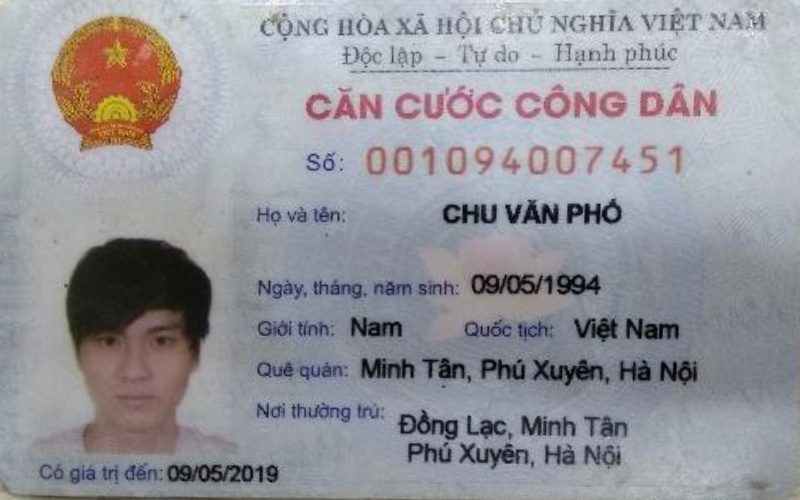 CỘNG HÒA XÃ HỘI CHỦ NGHĨA VIỆT NAM
Độc lập – Tự do – Hạnh phúc
CĂN CƯỚC CÔNG DÂN
Số: 001094007451
Họ và tên: CHU VĂN PHỐ
Ngày, tháng, năm sinh: 09/05/1994
Giới tính: Nam Quốc tịch: Việt Nam
Quê quán: Minh Tân, Phú Xuyên, Hà Nội
Nơi thường trú: Đồng Lạc, Minh Tân
Phú Xuyên, Hà Nội
Có giá trị đến: 09/05/2019